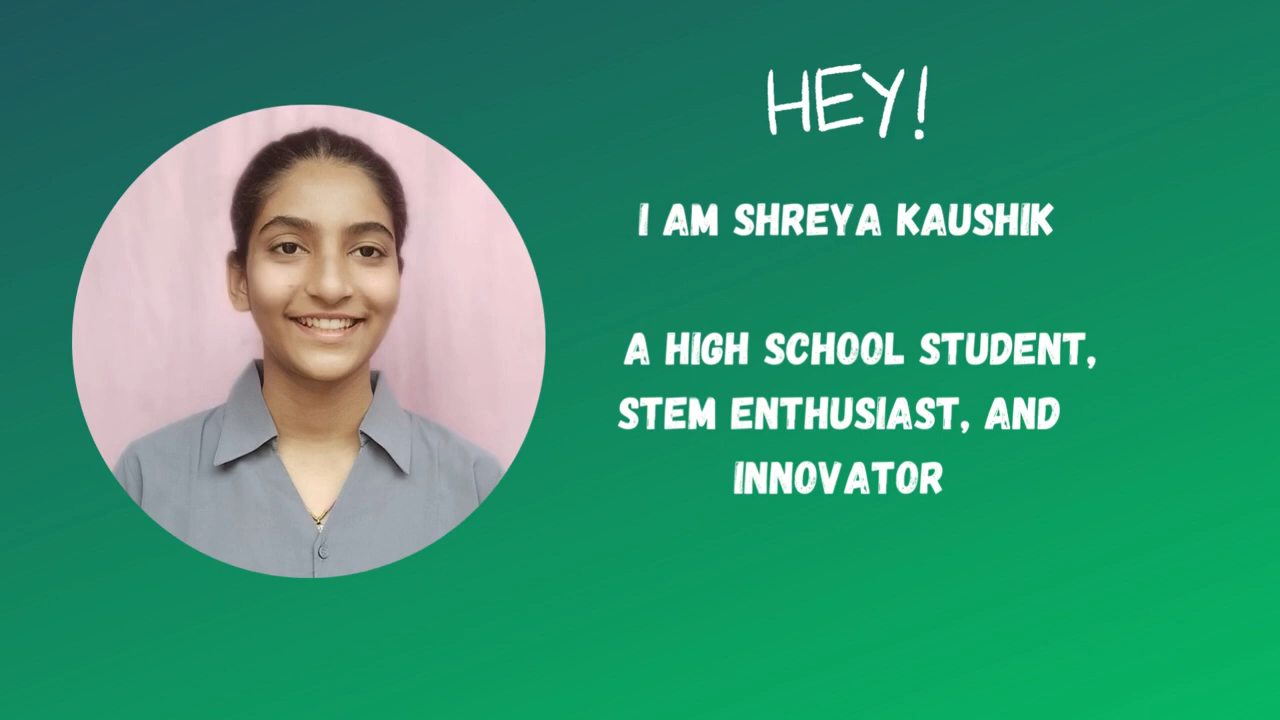 HEY!
I AM SHREYA KAUSHIK
A HIGH SCHOOL STUDENT,
STEM ENTHUSIAST, AND
INNOVATOR